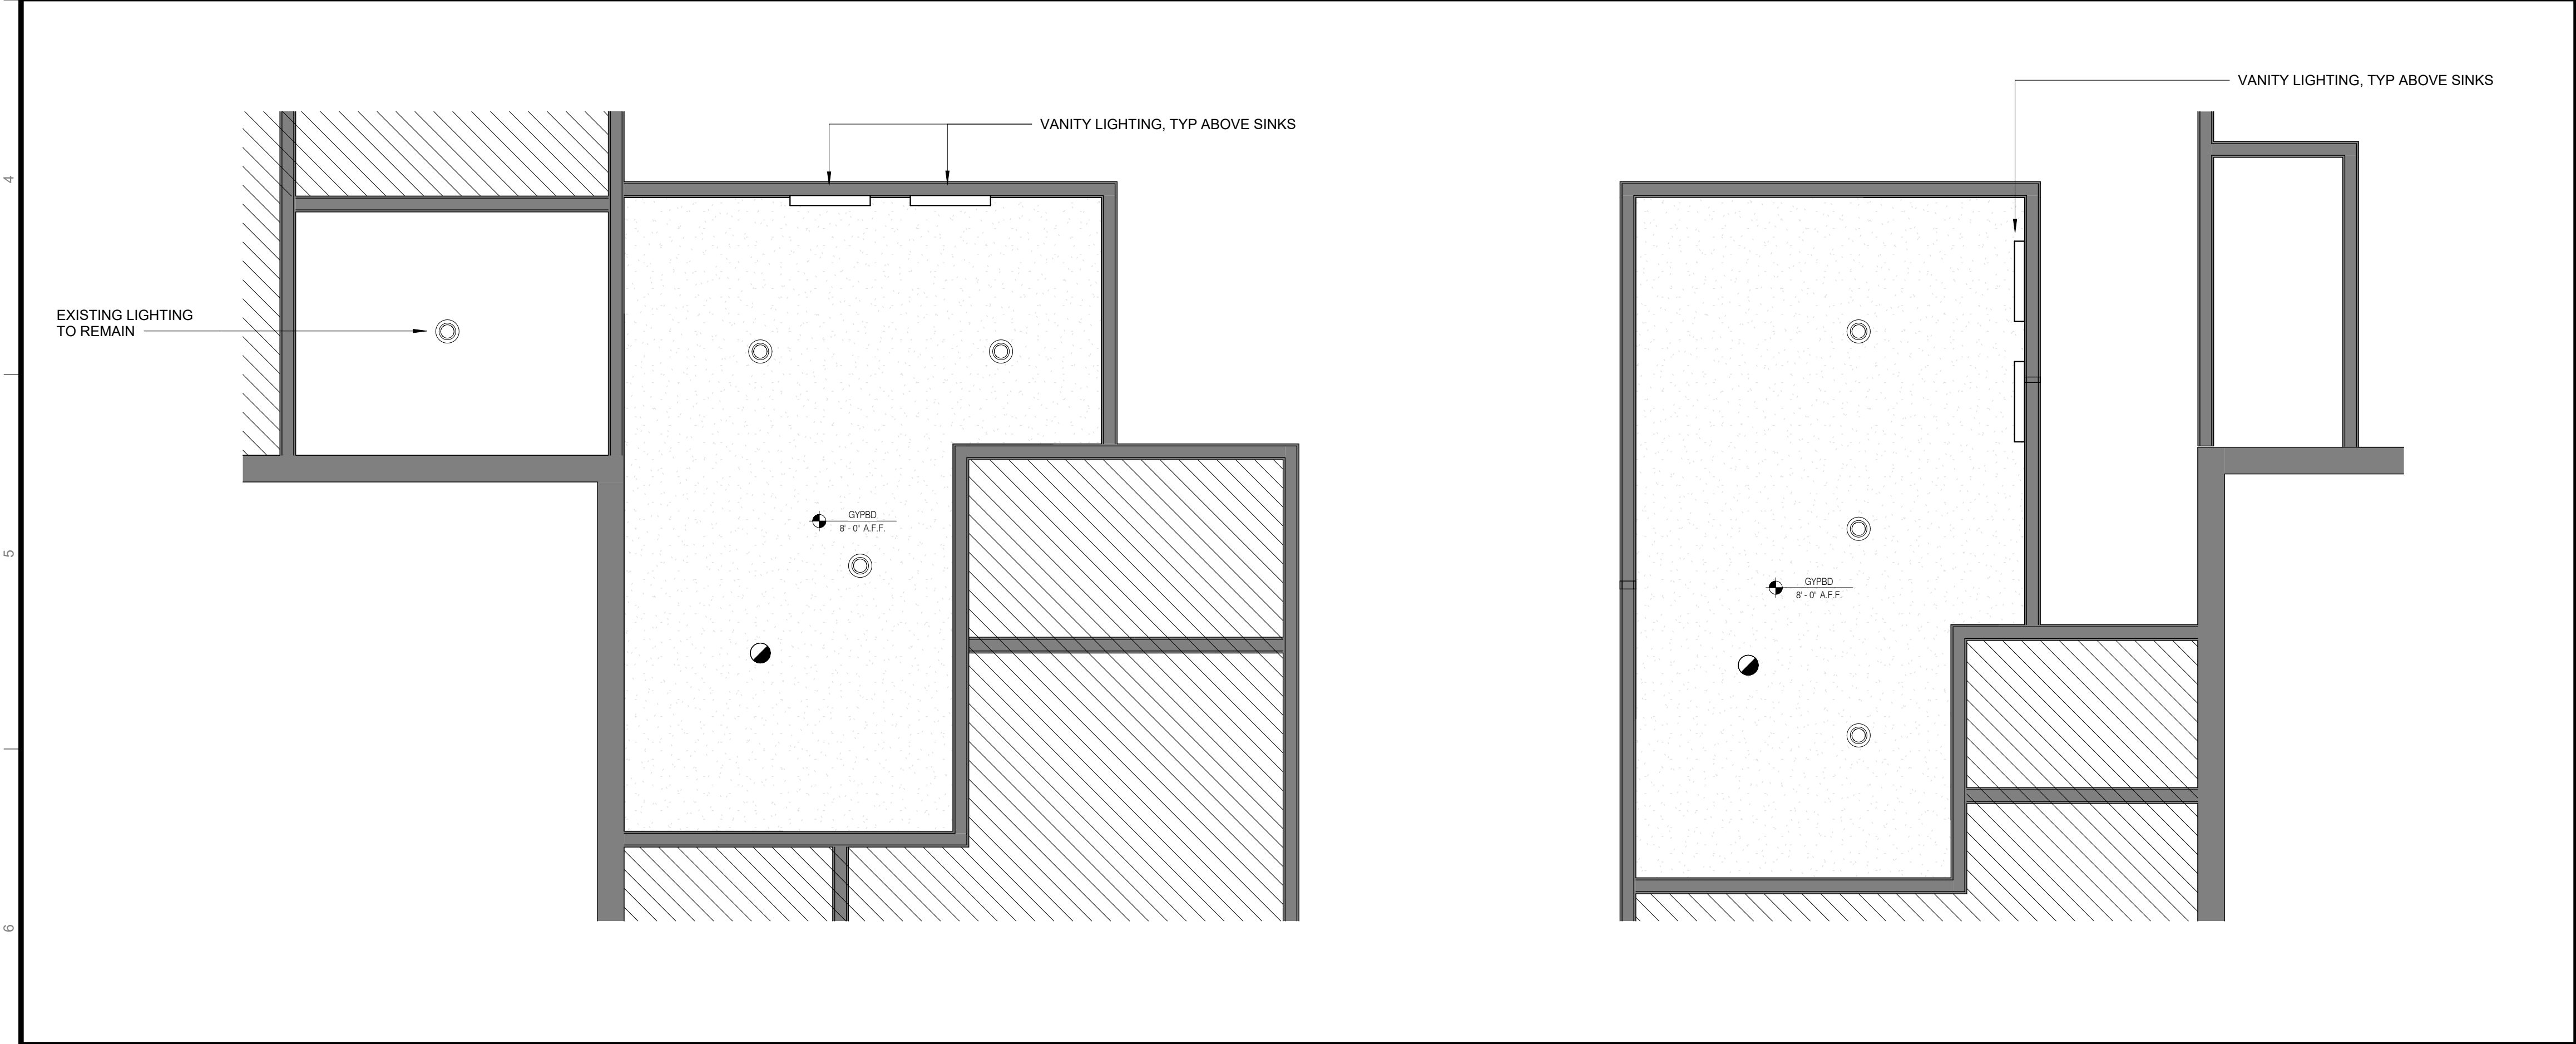 VANITY LIGHTING, TYP ABOVE SINKS
VANITY LIGHTING, TYP ABOVE SINKS
4
EXISTING LIGHTING
TO REMAIN
GYPBD
8' - 0" A.F.F.
5
GYPBD
8' - 0" A.F.F.
6